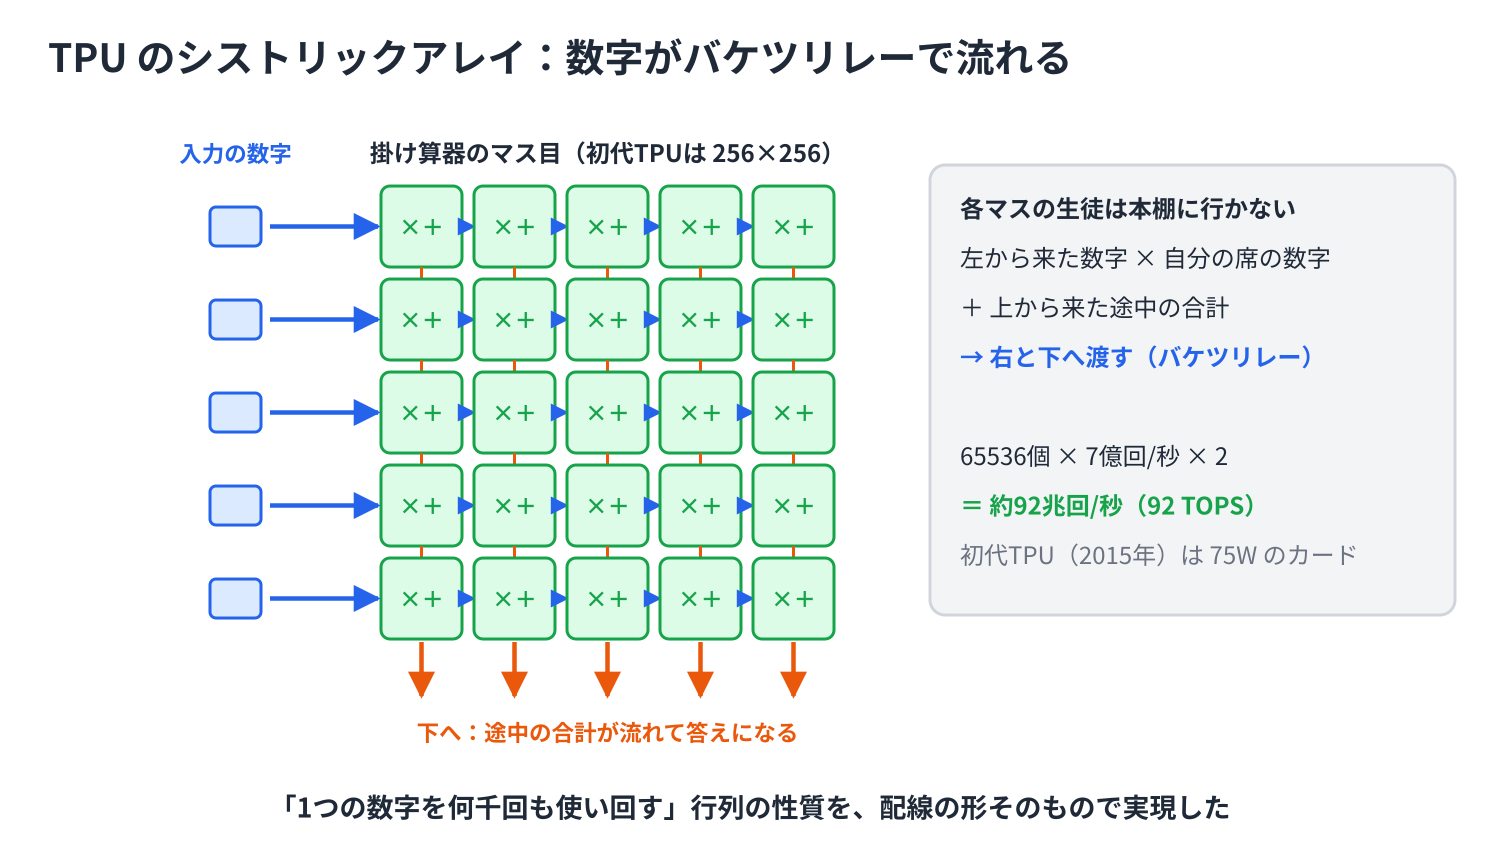 TPU のシストリックアレイ：数字がバケツリレーで流れる
入力の数字
掛け算器のマス目（初代TPUは 256×256）
×+ ×+ ×+ ×+ ×+
×+ ×+ ×+ ×+ ×+
×+ ×+ ×+ ×+ ×+
×+ ×+ ×+ ×+ ×+
×+ ×+ ×+ ×+ ×+
下へ：途中の合計が流れて答えになる
各マスの生徒は本棚に行かない
左から来た数字 × 自分の席の数字
＋ 上から来た途中の合計
→ 右と下へ渡す（バケツリレー）
65536個 × 7億回/秒 × 2
＝ 約92兆回/秒（92 TOPS）
初代TPU（2015年）は 75W のカード
「1つの数字を何千回も使い回す」行列の性質を、配線の形そのもので実現した